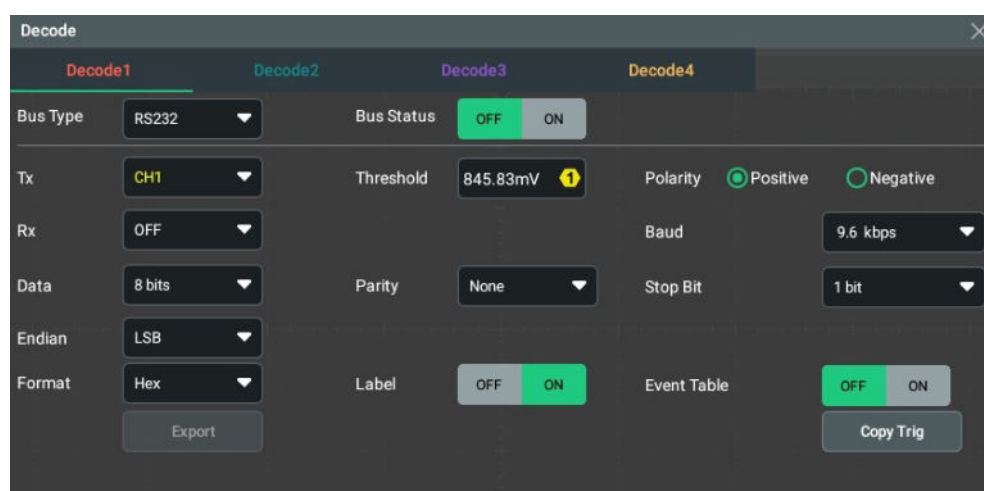 Decode
Decode1 Decode2 Decode3 Decode4
Bus Type RS232 Bus Status OFF ON
Tx CH1 Threshold 845.83mV 1 Polarity Positive Negative
Rx OFF Baud 9.6 kbps
Data 8 bits Parity None Stop Bit 1 bit
Endian LSB
Format Hex Label OFF ON Event Table OFF ON
Export Copy Trig